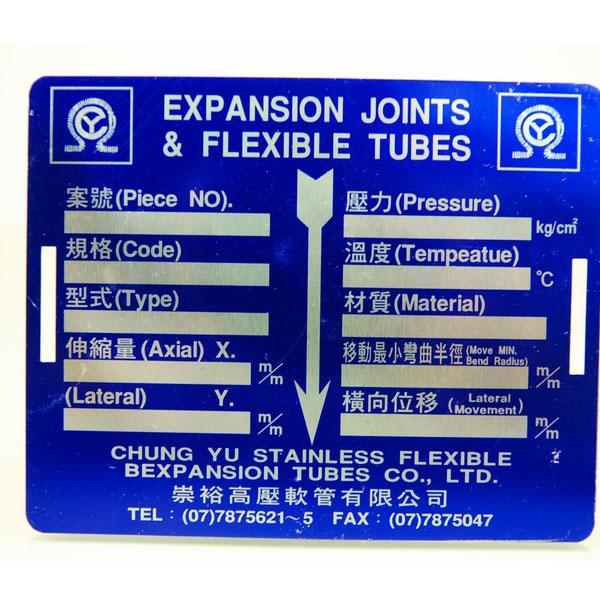 EXPANSION JOINTS
& FLEXIBLE TUBES
案號(Piece NO).
規格(Code)
型式(Type)
伸縮量(Axial) X.
m/m
(Lateral) Y.
m/m
壓力(Pressure)
kg/cm²
溫度(Tempeatue)
℃
材質(Material)
移動最小彎曲半徑(Move MIN. Bend Radius)
m/m
橫向位移(Lateral Movement)
m/m
CHUNG YU STAINLESS FLEXIBLE
BEXPANSION TUBES CO., LTD.
崇裕高壓軟管有限公司
TEL：(07)7875621~5 FAX：(07)7875047